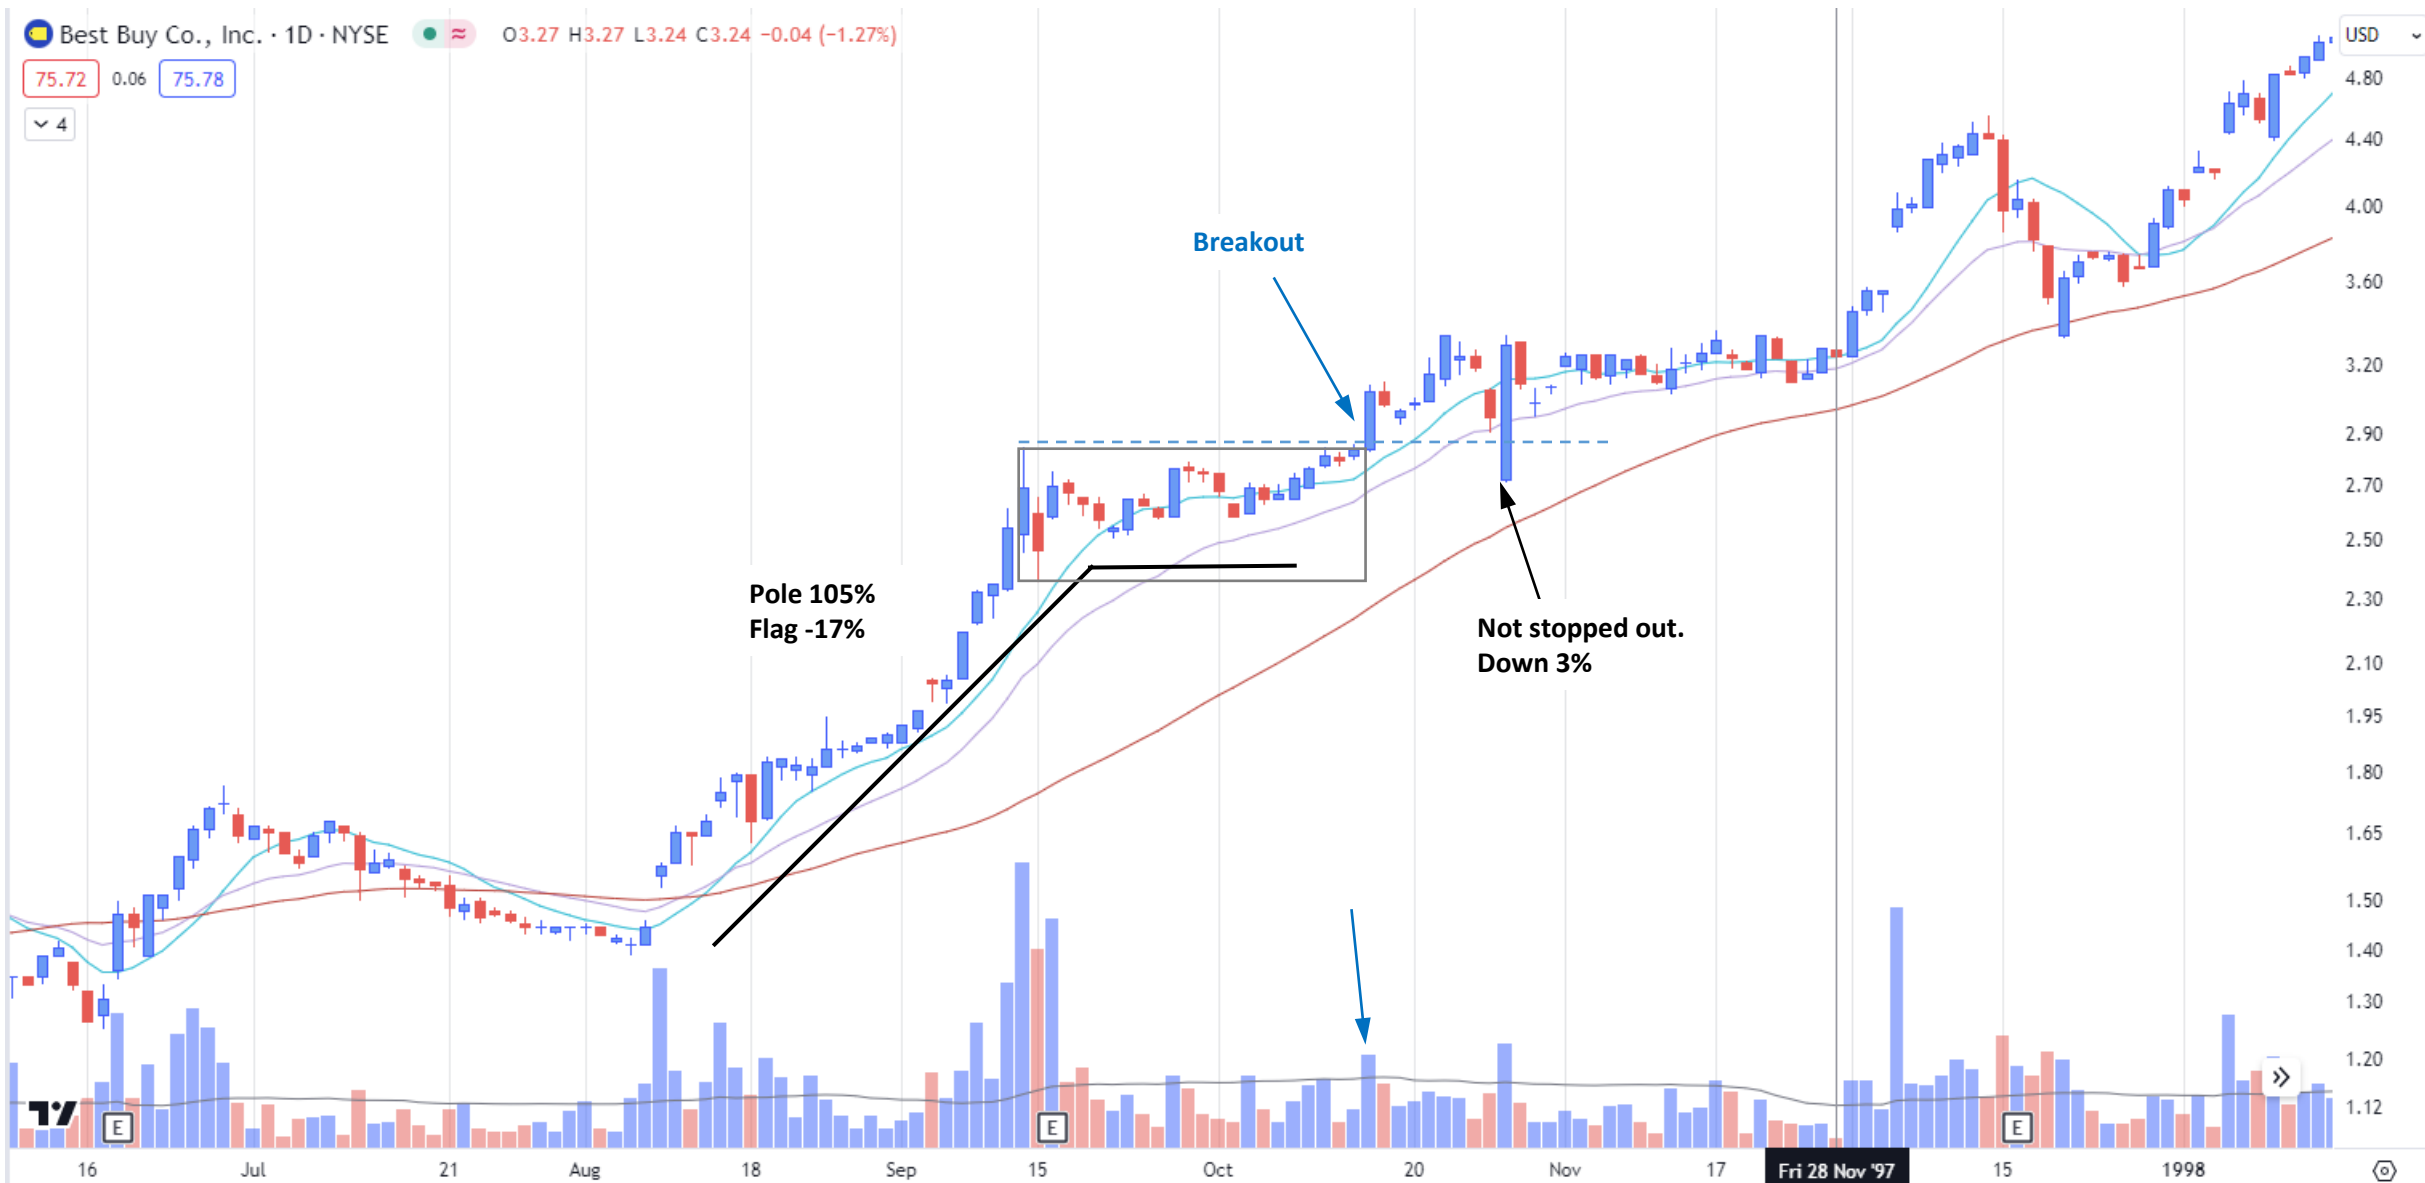 Best Buy Co., Inc. · 1D · NYSE O3.27 H3.27 L3.24 C3.24 −0.04 (−1.27%)
USD
75.72 0.06 75.78
4
4.80
4.40
4.00
3.60
3.20
2.90
2.70
2.50
2.30
2.10
1.95
1.80
1.65
1.50
1.40
1.30
1.20
1.12
Breakout
Pole 105%
Flag -17%
Not stopped out.
Down 3%
E E E
16 Jul 21 Aug 18 Sep 15 Oct 20 Nov 17 Fri 28 Nov '97 15 1998